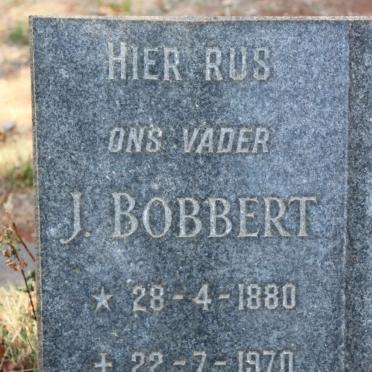 HIER RUS
ONS VADER
J. BOBBERT
★ 28-4-1880
✝ 22-7-1970